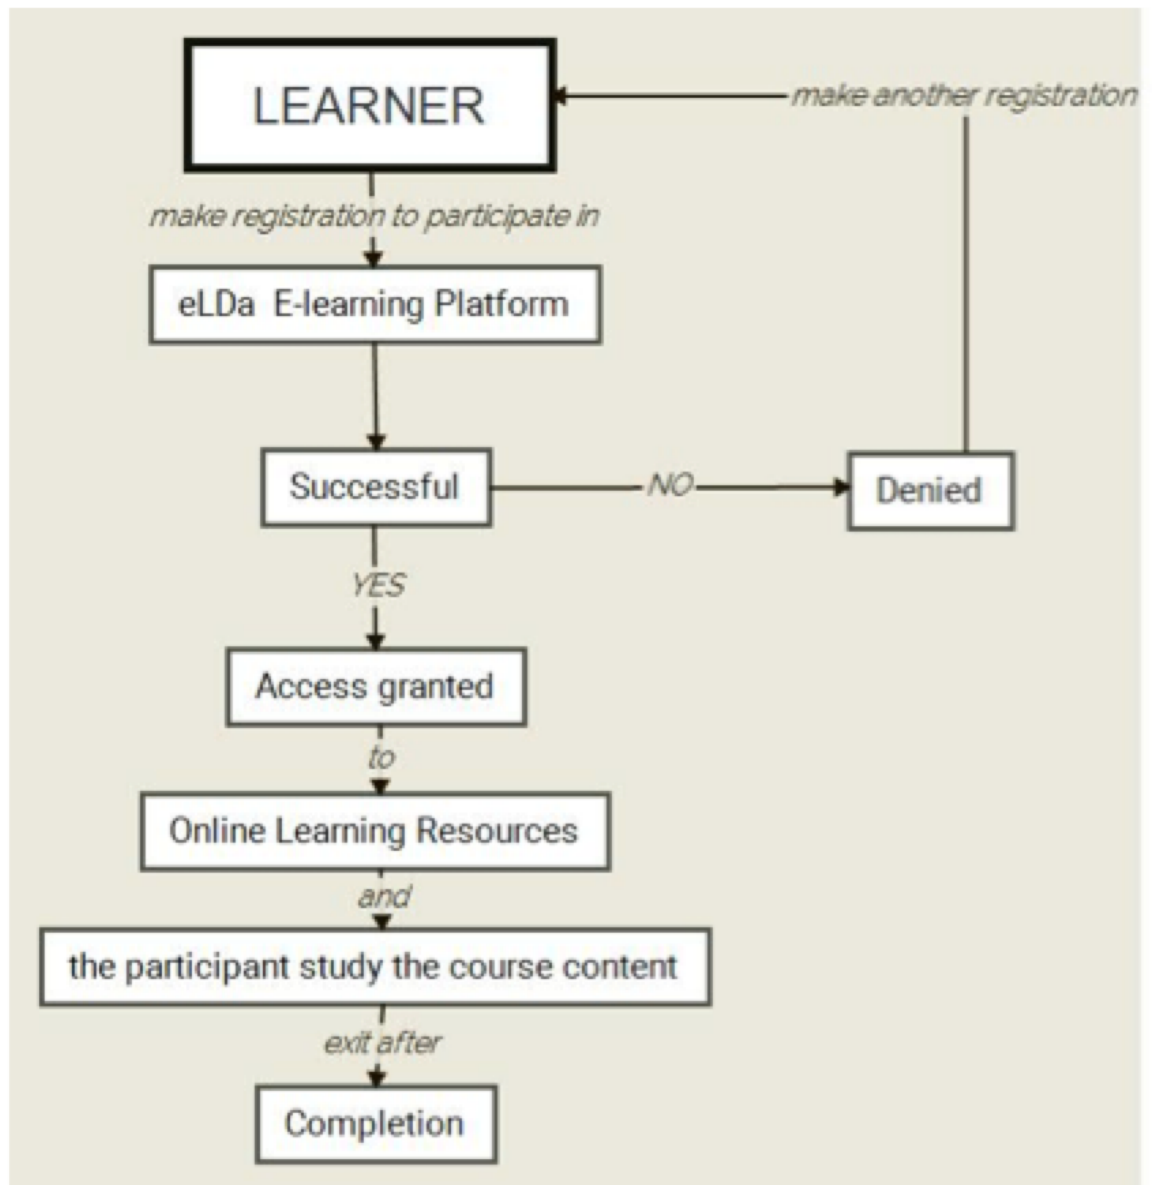 LEARNER
make another registration
make registration to participate in
eLDa E-learning Platform
Successful
NO
Denied
YES
Access granted
to
Online Learning Resources
and
the participant study the course content
exit after
Completion